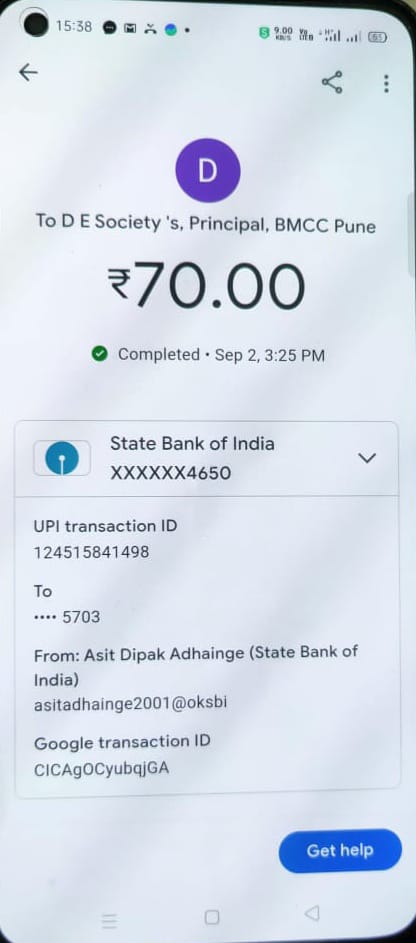 15:38
9.00
KB/S
Vo
LTE
H+
65
D
To D E Society 's, Principal, BMCC Pune
₹70.00
Completed • Sep 2, 3:25 PM
State Bank of India
XXXXXX4650
UPI transaction ID
124515841498
To
•••• 5703
From: Asit Dipak Adhainge (State Bank of
India)
asitadhainge2001@oksbi
Google transaction ID
CICAgOCyubqjGA
Get help